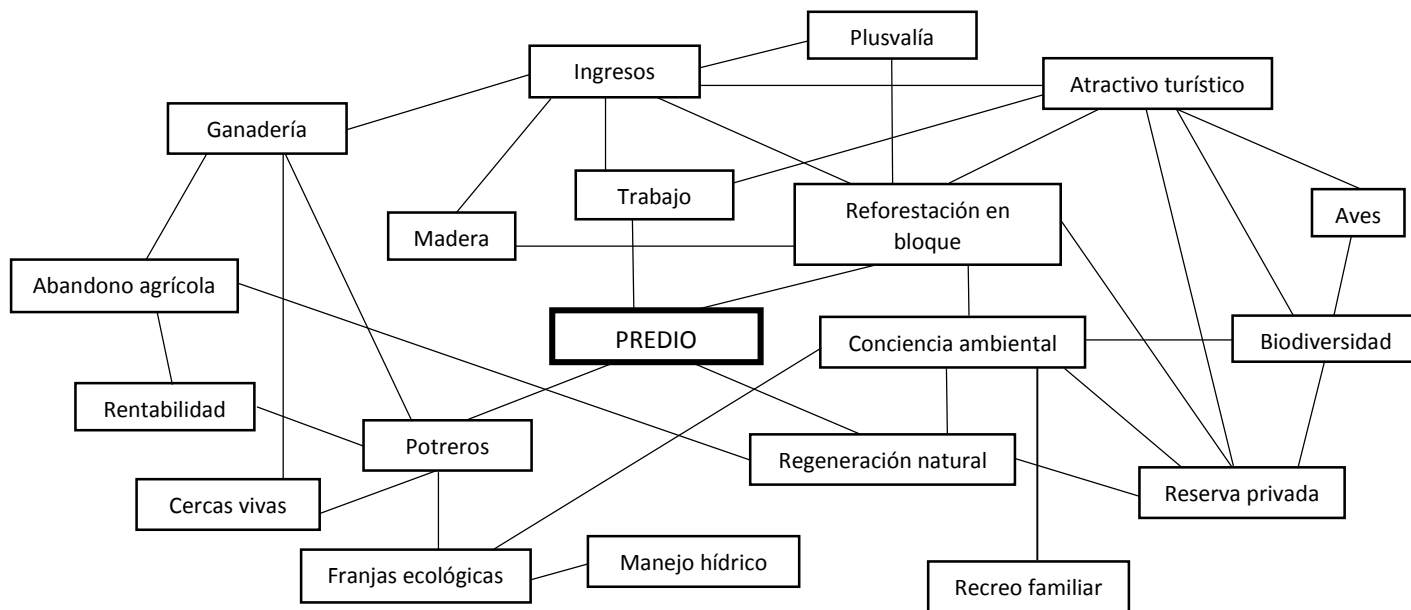 Plusvalía
Ingresos
Atractivo turístico
Ganadería
Trabajo
Reforestación en
bloque
Aves
Madera
Abandono agrícola
PREDIO
Conciencia ambiental
Biodiversidad
Rentabilidad
Potreros
Regeneración natural
Cercas vivas
Reserva privada
Franjas ecológicas
Manejo hídrico
Recreo familiar